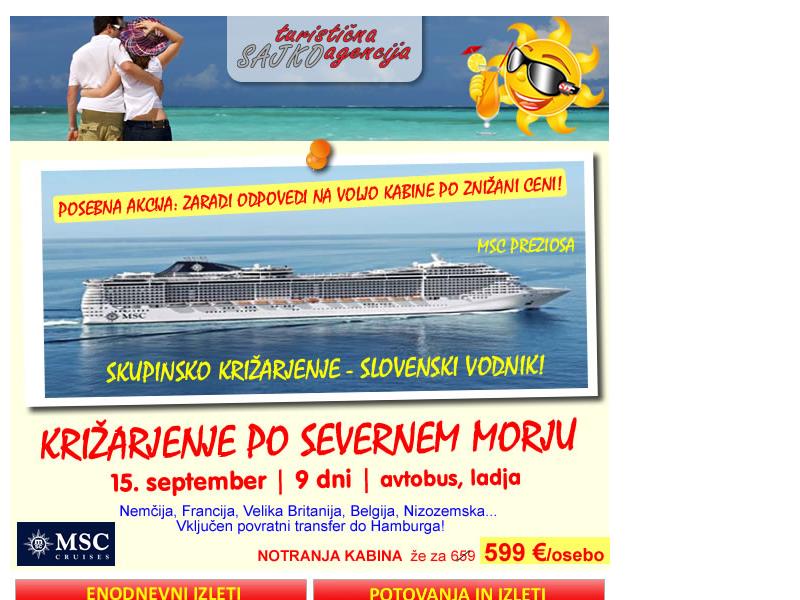 turistična
SAJKO agencija
POSEBNA AKCIJA: ZARADI ODPOVEDI NA VOLJO KABINE PO ZNIŽANI CENI!
MSC PREZIOSA
MSC
SKUPINSKO KRIŽARJENJE - SLOVENSKI VODNIK!
KRIŽARJENJE PO SEVERNEM MORJU
15. september | 9 dni | avtobus, ladja
Nemčija, Francija, Velika Britanija, Belgija, Nizozemska...
Vključen povratni transfer do Hamburga!
MSC
CRUISES
NOTRANJA KABINA že za 659 599 €/osebo
ENODNEVNI IZLETI
POTOVANJA IN IZLETI